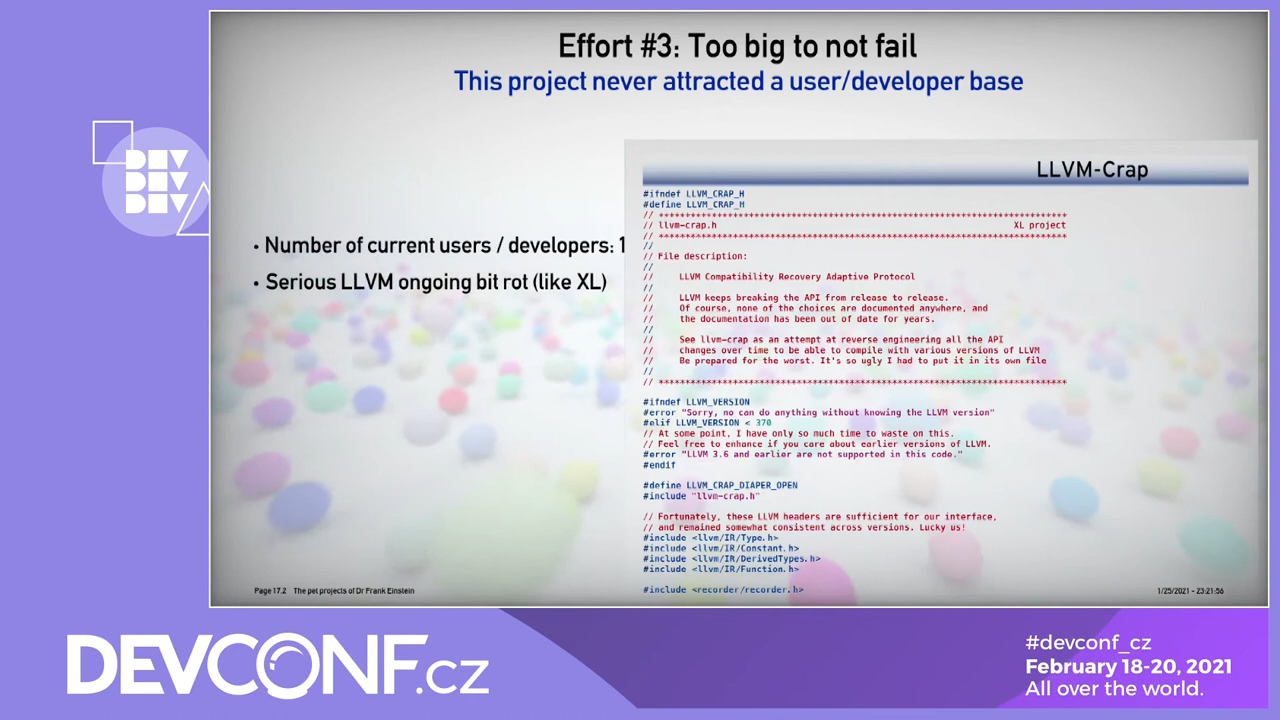 Effort #3: Too big to not fail
This project never attracted a user/developer base
DEV
DEV
DEV
• Number of current users / developers: 1
• Serious LLVM ongoing bit rot (like XL)
LLVM-Crap
#ifndef LLVM_CRAP_H
#define LLVM_CRAP_H
// ****************************************************************************
// llvm-crap.h XL project
// ****************************************************************************
//
// File description:
//
// LLVM Compatibility Recovery Adaptive Protocol
//
// LLVM keeps breaking the API from release to release.
// Of course, none of the choices are documented anywhere, and
// the documentation has been out of date for years.
//
// See llvm-crap as an attempt at reverse engineering all the API
// changes over time to be able to compile with various versions of LLVM
// Be prepared for the worst. It's so ugly I had to put it in its own file
//
// ****************************************************************************
#ifndef LLVM_VERSION
#error "Sorry, no can do anything without knowing the LLVM version"
#elif LLVM_VERSION < 370
// At some point, I have only so much time to waste on this.
// Feel free to enhance if you care about earlier versions of LLVM.
#error "LLVM 3.6 and earlier are not supported in this code."
#endif
#define LLVM_CRAP_DIAPER_OPEN
#include "llvm-crap.h"
// Fortunately, these LLVM headers are sufficient for our interface,
// and remained somewhat consistent across versions. Lucky us!
#include <llvm/IR/Type.h>
#include <llvm/IR/Constant.h>
#include <llvm/IR/DerivedTypes.h>
#include <llvm/IR/Function.h>
#include <recorder/recorder.h>
Page 17.2 The pet projects of Dr Frank Einstein
1/25/2021 - 23:21:56
DEVCONF.cz
#devconf_cz
February 18-20, 2021
All over the world.